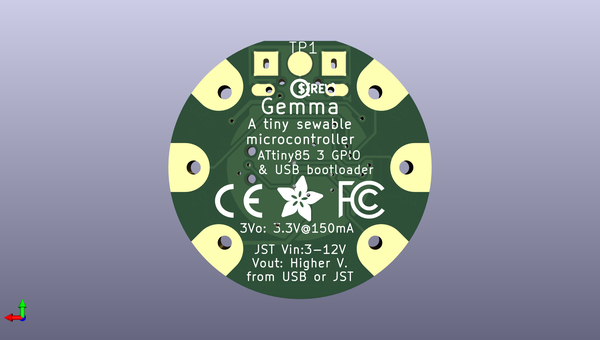 TP1
Gemma
A tiny sewable
microcontroller
ATtiny85 3 GPIO
& USB bootloader
CE FC
3Vo: 3.3V@150mA
JST Vin:3-12V
Vout: Higher V.
from USB or JST